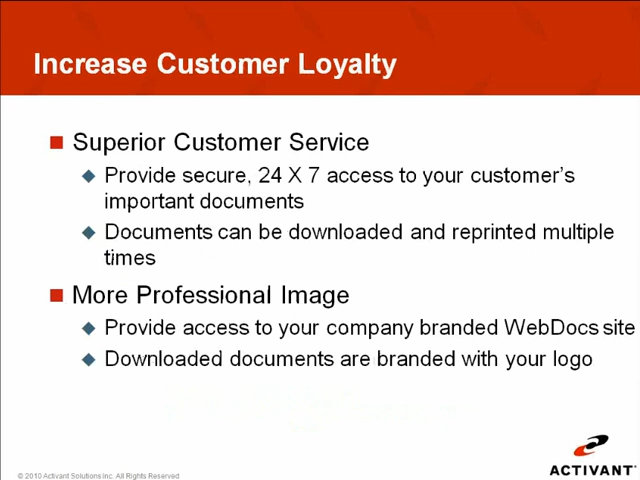 Increase Customer Loyalty
Superior Customer Service
Provide secure, 24 X 7 access to your customer's
important documents
Documents can be downloaded and reprinted multiple
times
More Professional Image
Provide access to your company branded WebDocs site
Downloaded documents are branded with your logo
© 2010 Activant Solutions Inc. All Rights Reserved
ACTIVANT